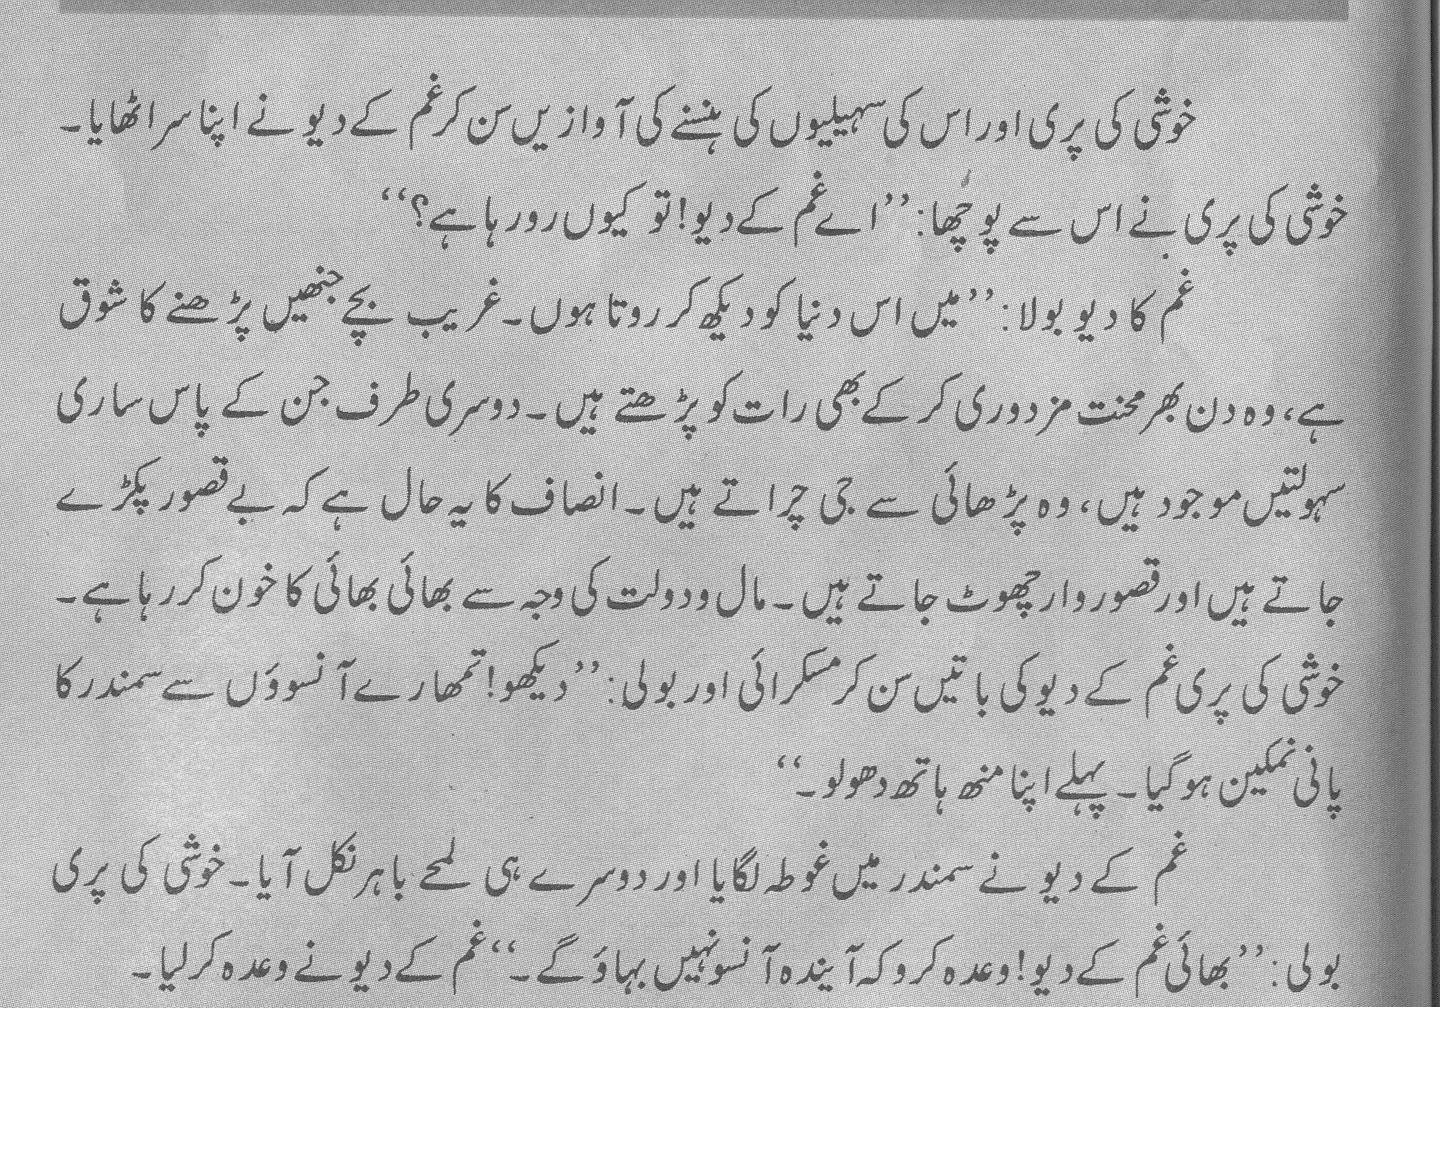 خوشی کی پری اور اس کی سہیلیوں کی ہنسنے کی آوازیں سن کر غم کے دیو نے اپنا سر اٹھایا۔
خوشی کی پری نے اس سے پوچھا: ’’اے غم کے دیو! تو کیوں رو رہا ہے؟‘‘
غم کا دیو بولا: ’’میں اس دنیا کو دیکھ کر روتا ہوں۔ غریب بچے جنھیں پڑھنے کا شوق
ہے، وہ دن بھر محنت مزدوری کر کے بھی رات کو پڑھتے ہیں۔ دوسری طرف جن کے پاس ساری
سہولتیں موجود ہیں، وہ پڑھائی سے جی چراتے ہیں۔ انصاف کا یہ حال ہے کہ بے قصور پکڑے
جاتے ہیں اور قصوروار چھوٹ جاتے ہیں۔ مال و دولت کی وجہ سے بھائی بھائی کا خون کر رہا ہے۔
خوشی کی پری غم کے دیو کی باتیں سن کر مسکرائی اور بولی: ’’دیکھو! تمھارے آنسوؤں سے سمندر کا
پانی نمکین ہو گیا۔ پہلے اپنا منھ ہاتھ دھو لو۔‘‘
غم کے دیو نے سمندر میں غوطہ لگایا اور دوسرے ہی لمحے باہر نکل آیا۔ خوشی کی پری
بولی: ’’بھائی غم کے دیو! وعدہ کرو کہ آیندہ آنسو نہیں بہاؤ گے۔‘‘ غم کے دیو نے وعدہ کر لیا۔